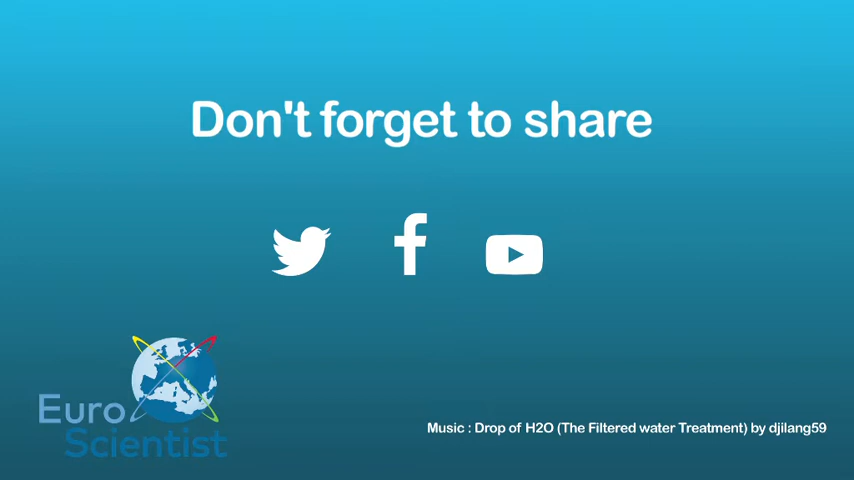 Don't forget to share
Euro
Scientist
Music : Drop of H2O (The Filtered water Treatment) by djilang59